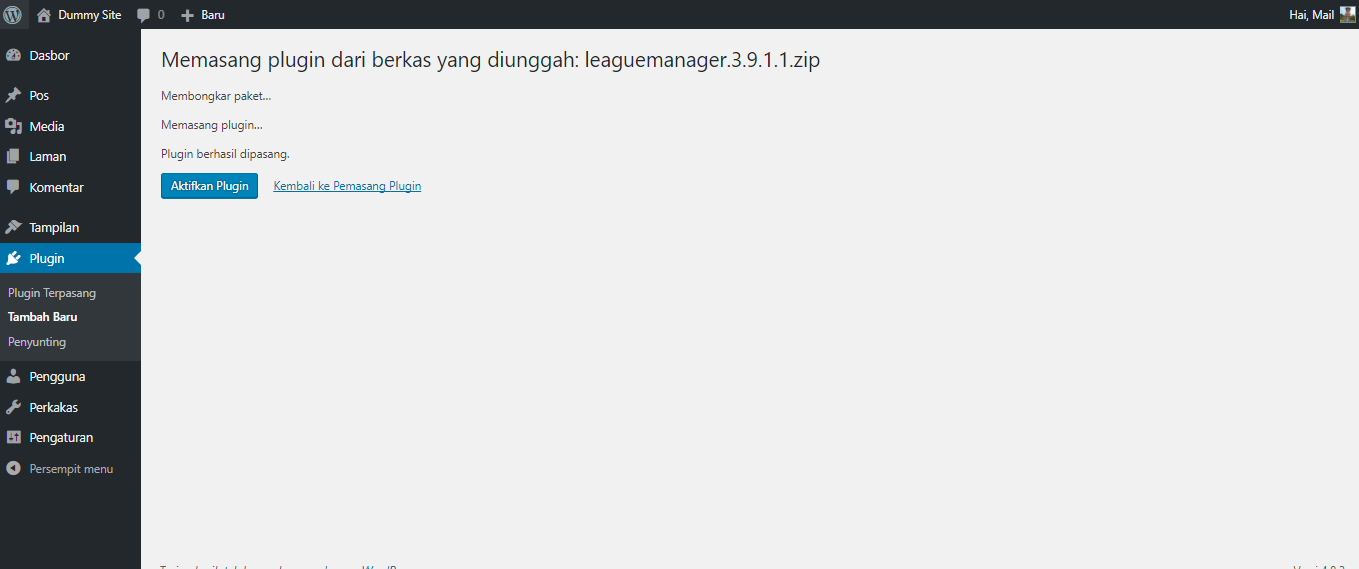 Dummy Site 0 Baru Hai, Mail
Dasbor
Pos
Media
Laman
Komentar
Tampilan
Plugin
Plugin Terpasang
Tambah Baru
Penyunting
Pengguna
Perkakas
Pengaturan
Persempit menu
Memasang plugin dari berkas yang diunggah: leaguemanager.3.9.1.1.zip
Membongkar paket...
Memasang plugin...
Plugin berhasil dipasang.
Aktifkan Plugin Kembali ke Pemasang Plugin